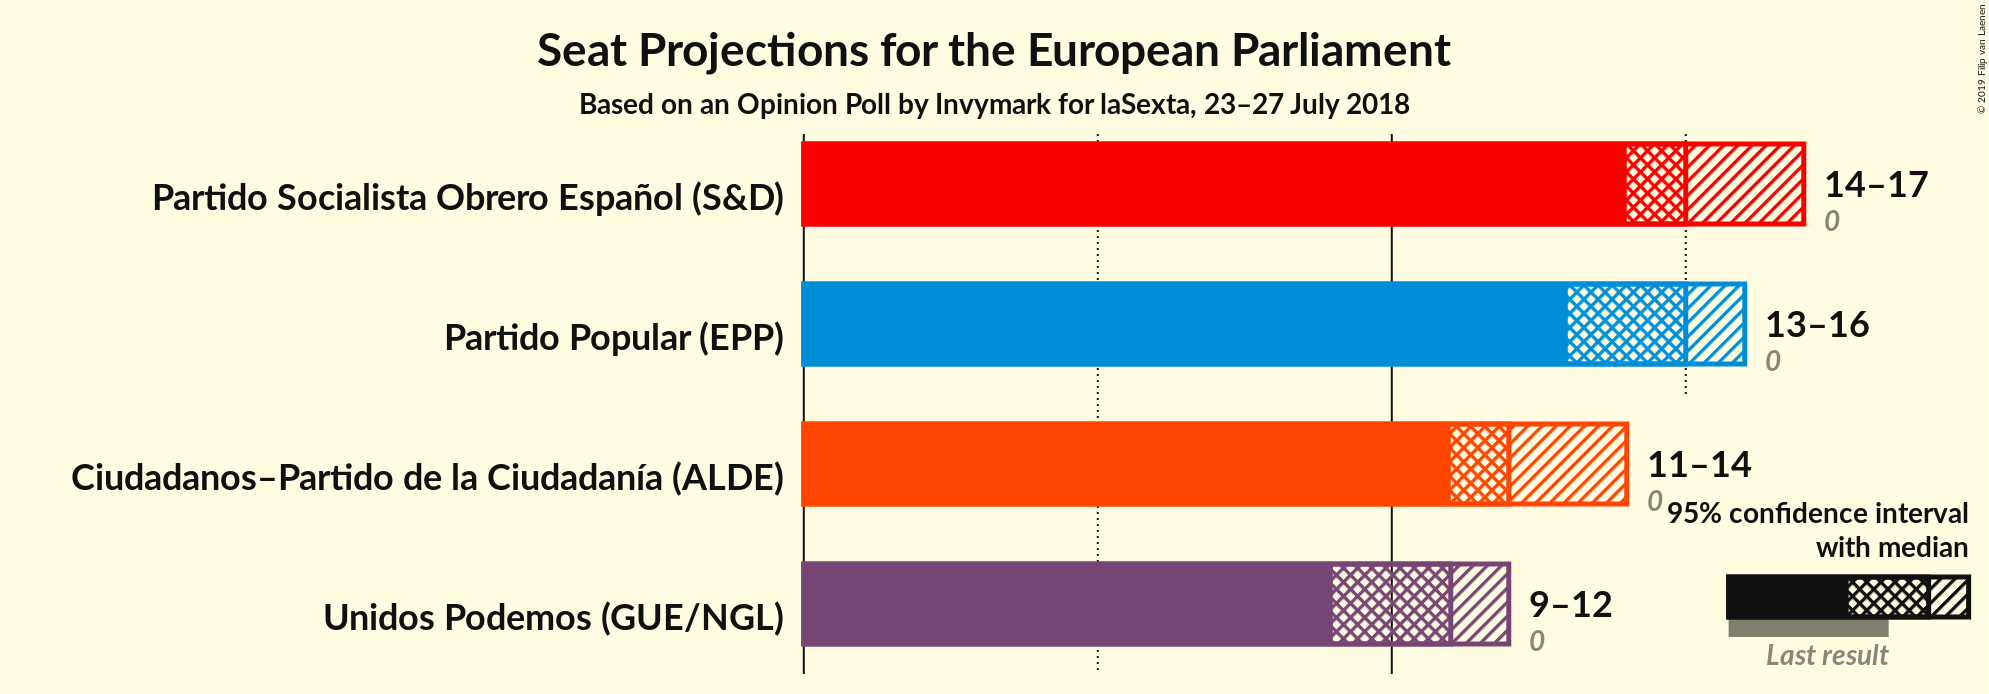 Seat Projections for the European Parliament
Based on an Opinion Poll by Invymark for laSexta, 23–27 July 2018
© 2019 Filip van Laenen
Partido Socialista Obrero Español (S&D)
14–17
0
Partido Popular (EPP)
13–16
0
Ciudadanos–Partido de la Ciudadanía (ALDE)
11–14
0
Unidos Podemos (GUE/NGL)
9–12
0
95% confidence interval
with median
Last result